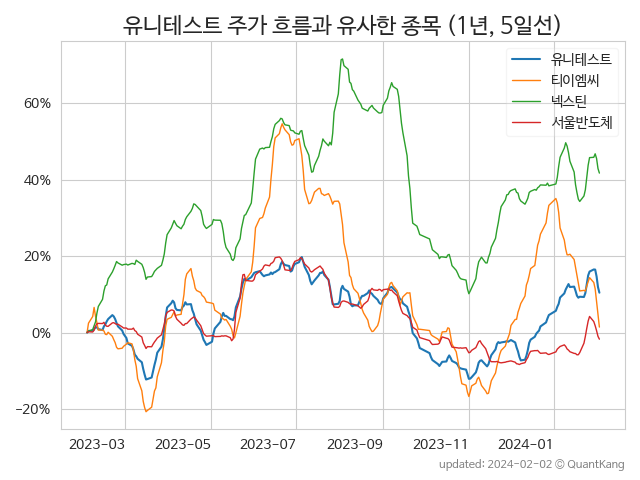 유니테스트 주가 흐름과 유사한 종목 (1년, 5일선)
유니테스트
티이엠씨
넥스틴
서울반도체
60%
40%
20%
0%
−20%
2023-03 2023-05 2023-07 2023-09 2023-11 2024-01
updated: 2024-02-02 © QuantKang